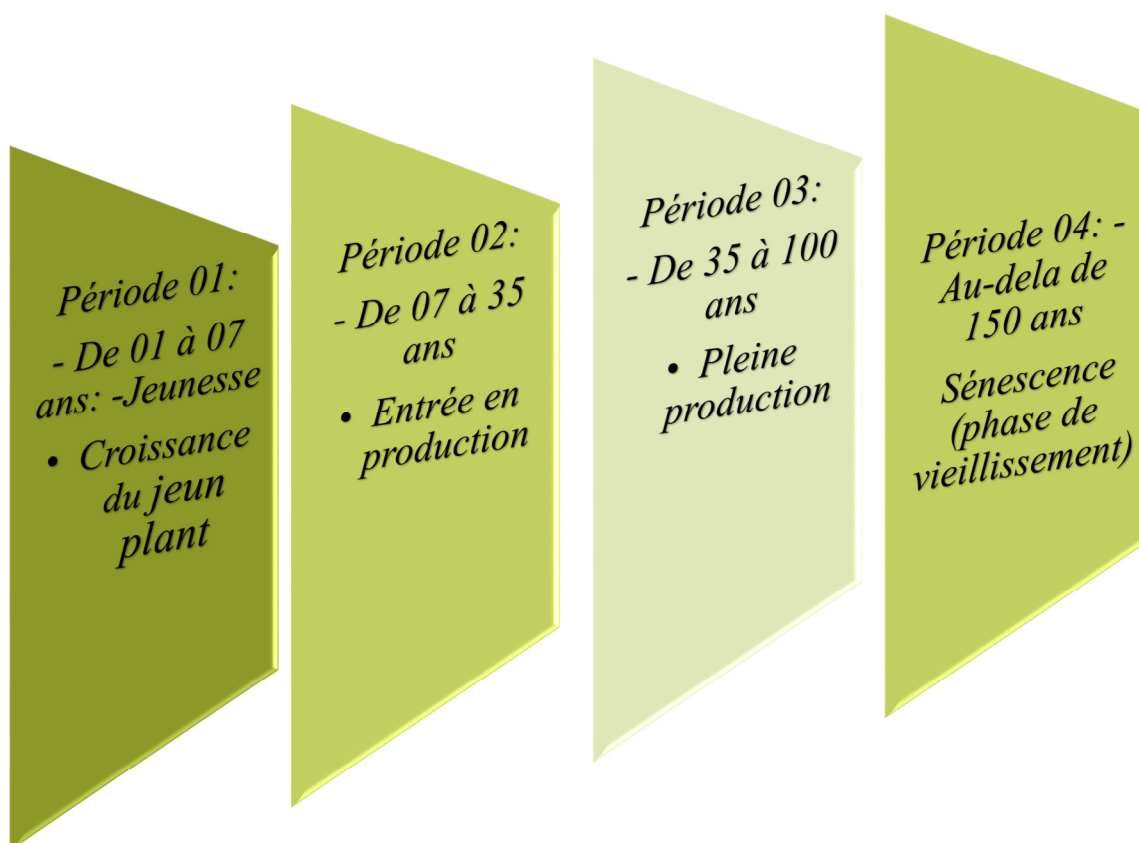 Période 01:
- De 01 à 07
ans: -Jeunesse
• Croissance
du jeun
plant
Période 02:
- De 07 à 35
ans
• Entrée en
production
Période 03:
- De 35 à 100
ans
• Pleine
production
Période 04: -
Au-dela de
150 ans
Sénescence
(phase de
vieillissement)